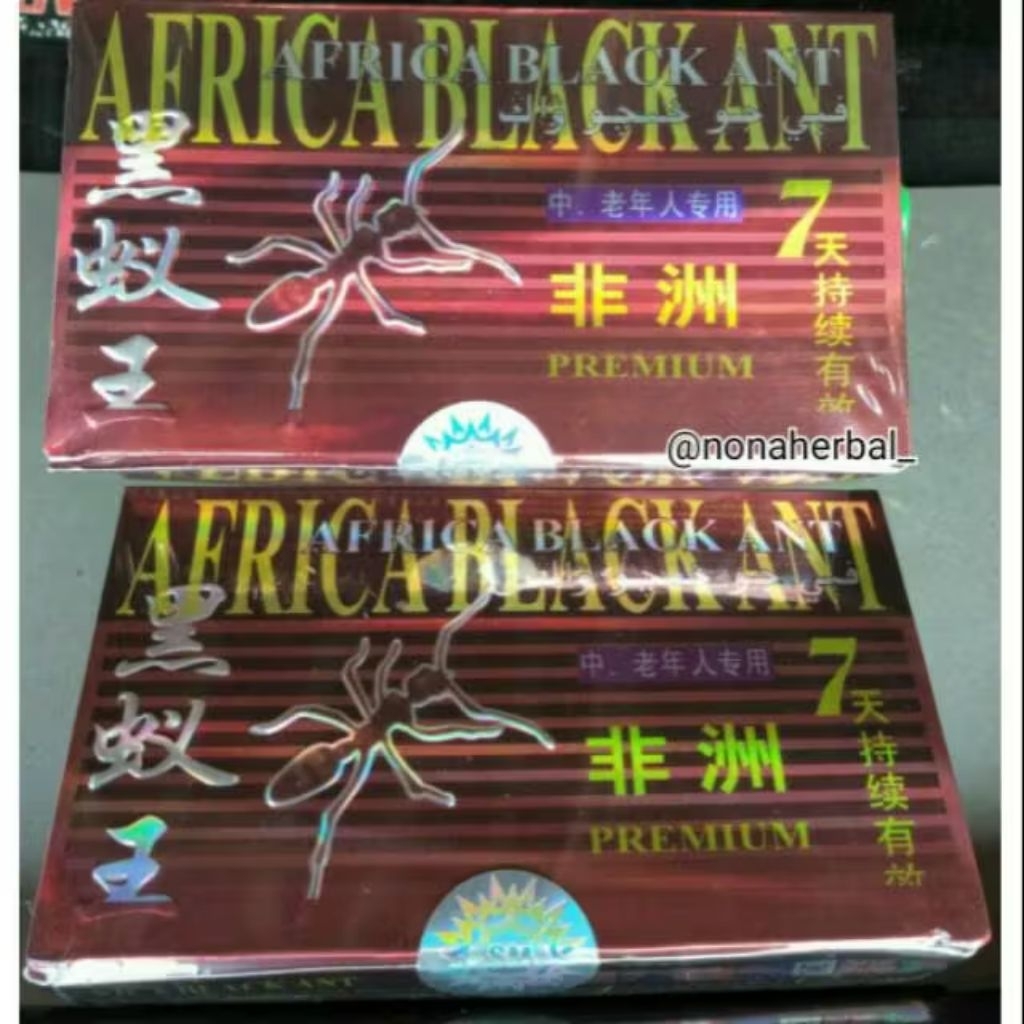 AFRICA BLACK ANT
AFRICA BLACK ANT
黑蚁王
中、老年人专用
7天持续有效
非洲
PREMIUM
@nonaherbal_
AFRICA BLACK ANT
AFRICA BLACK ANT
黑蚁王
中、老年人专用
7天持续有效
非洲
PREMIUM